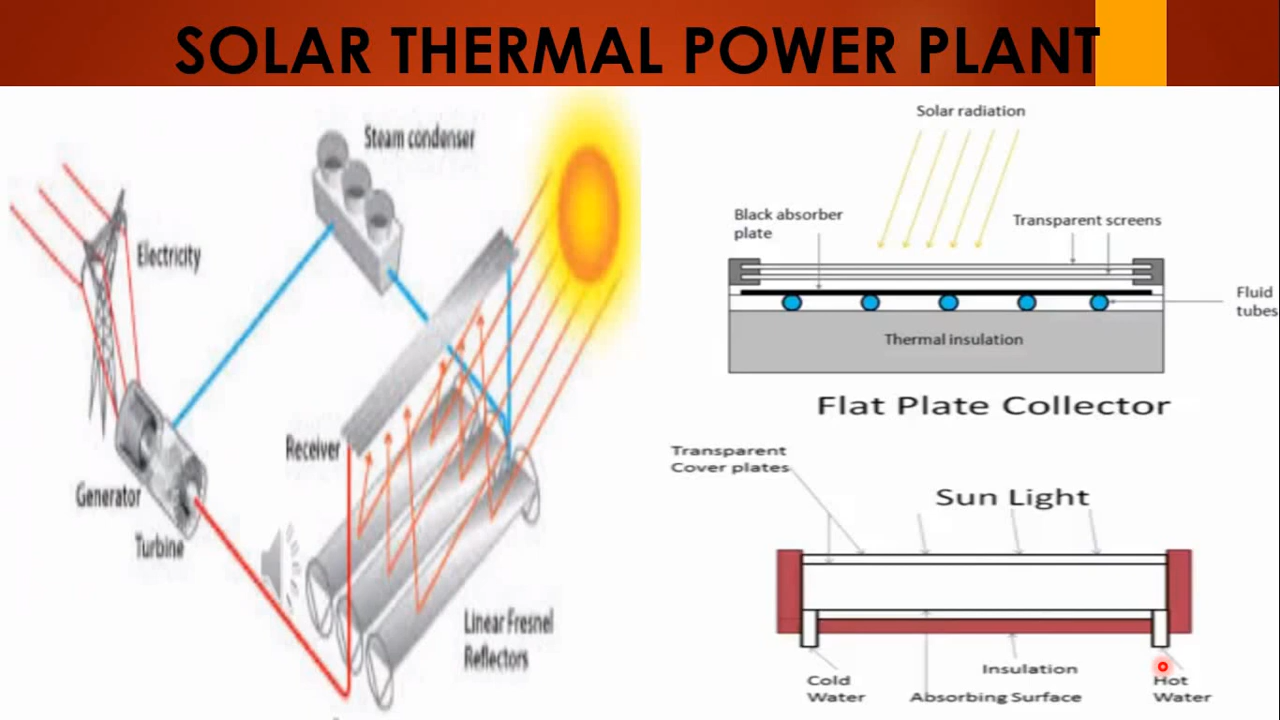 SOLAR THERMAL POWER PLANT
Steam condenser
Electricity
Receiver
Generator
Turbine
Linear Fresnel
Reflectors
Solar radiation
Black absorber
plate
Transparent screens
Fluid
tubes
Thermal insulation
Flat Plate Collector
Transparent
Cover plates
Sun Light
Insulation
Cold
Water
Absorbing Surface
Hot
Water